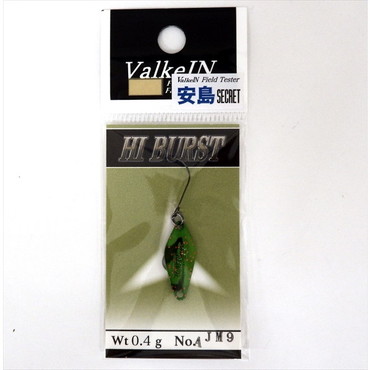 ValkeIN
ValkeIN Field Tester
安島 SECRET
HI BURST
Wt 0.4 g No. A JM9